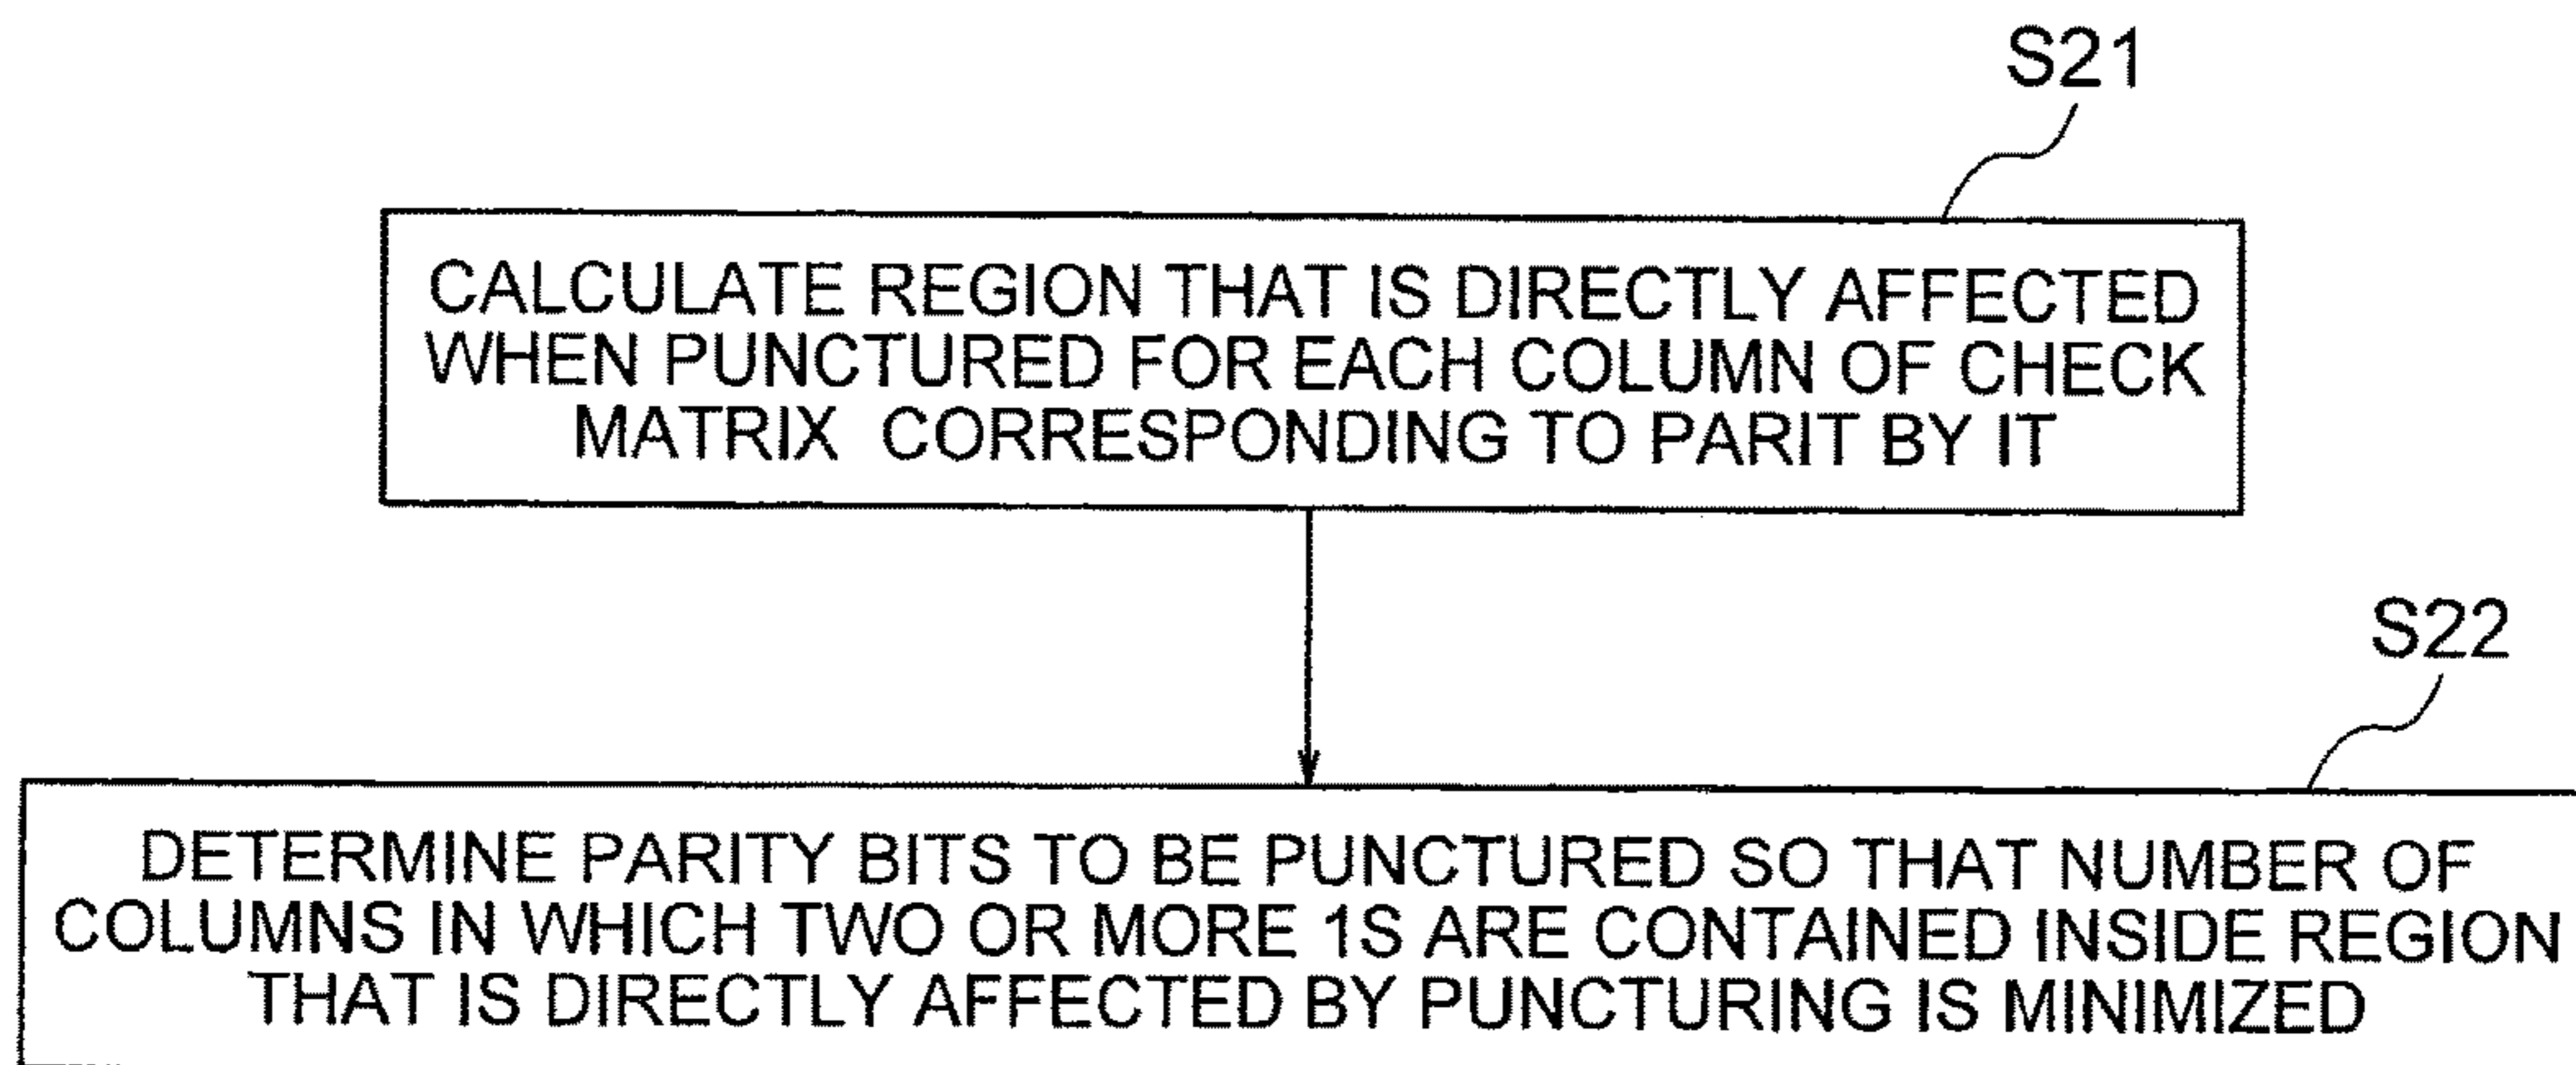 S21
CALCULATE REGION THAT IS DIRECTLY AFFECTED
WHEN PUNCTURED FOR EACH COLUMN OF CHECK
MATRIX CORRESPONDING TO PARIT BY IT
S22
DETERMINE PARITY BITS TO BE PUNCTURED SO THAT NUMBER OF
COLUMNS IN WHICH TWO OR MORE 1S ARE CONTAINED INSIDE REGION
THAT IS DIRECTLY AFFECTED BY PUNCTURING IS MINIMIZED